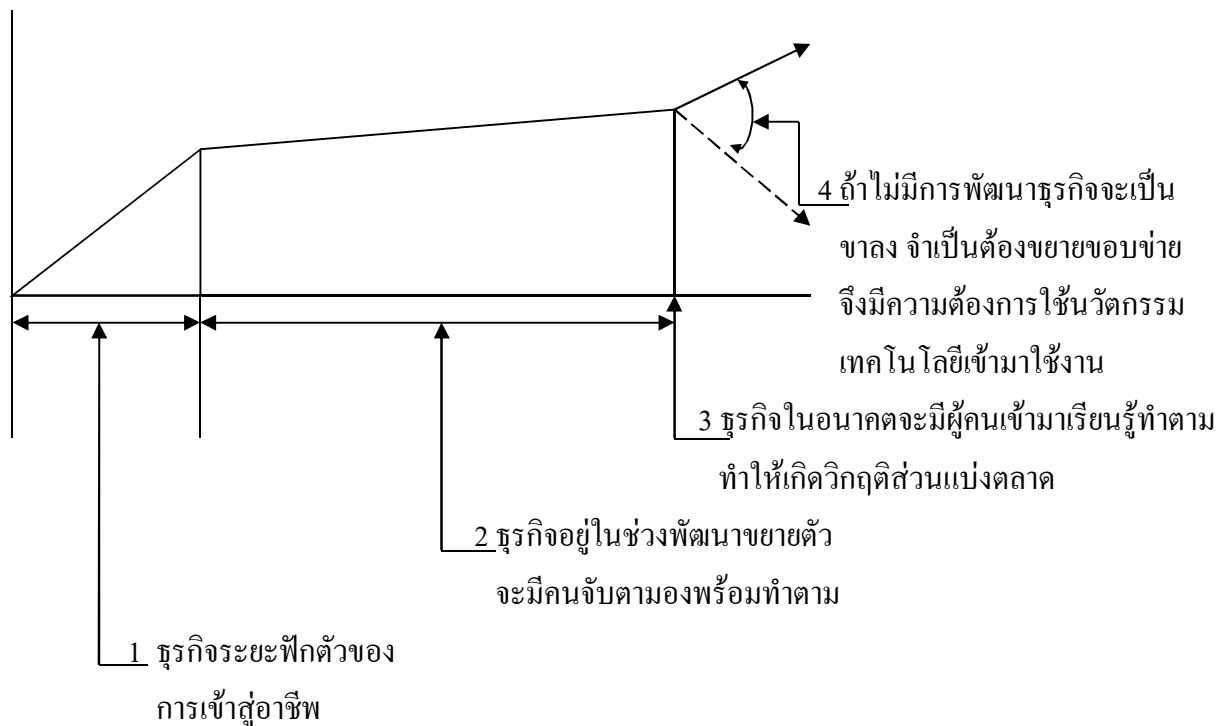 4 ถ้าไม่มีการพัฒนาธุรกิจจะเป็น
ขาลง จำเป็นต้องขยายขอบข่าย
จึงมีความต้องการใช้นวัตกรรม
เทคโนโลยีเข้ามาใช้งาน
3 ธุรกิจในอนาคตจะมีผู้คนเข้ามาเรียนรู้ทำตาม
ทำให้เกิดวิกฤติส่วนแบ่งตลาด
2 ธุรกิจอยู่ในช่วงพัฒนาขยายตัว
จะมีคนจับตามองพร้อมทำตาม
1 ธุรกิจระยะฟักตัวของ
การเข้าสู่อาชีพ